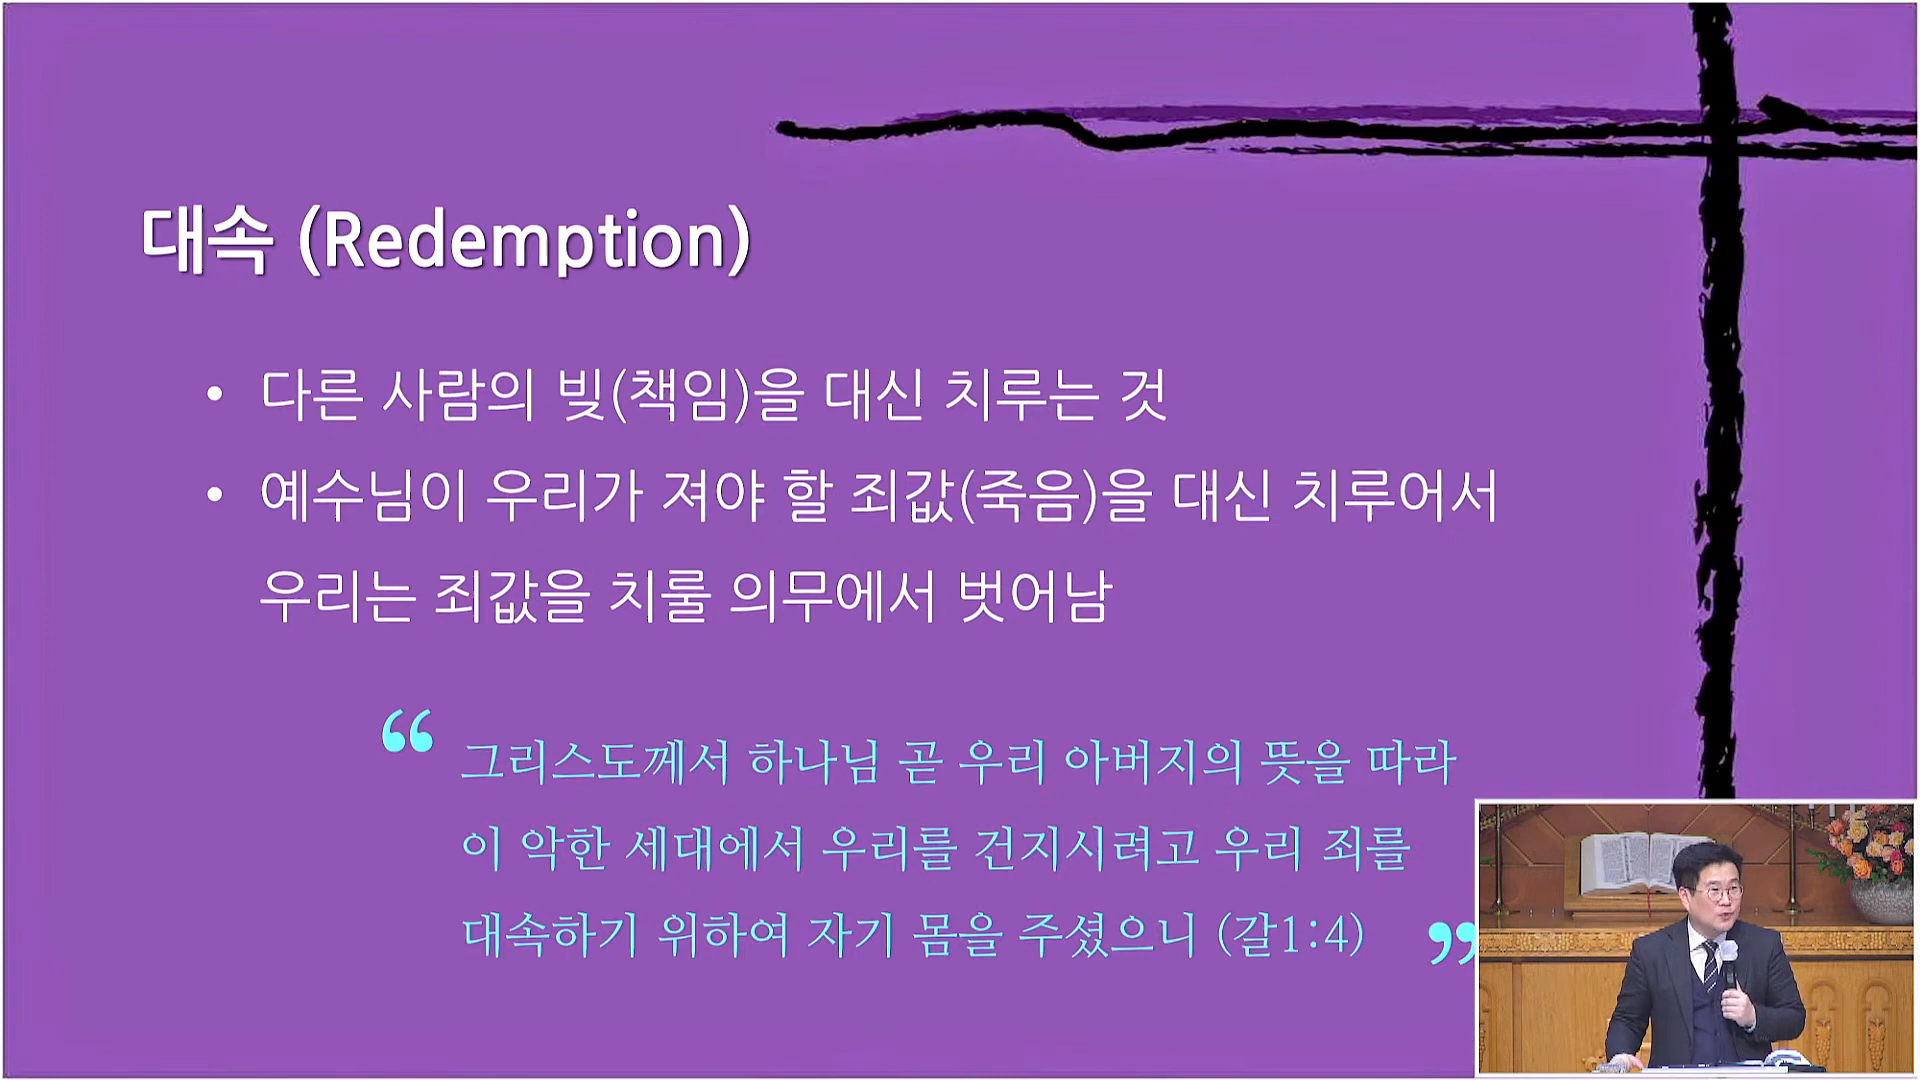 대속 (Redemption)
• 다른 사람의 빚(책임)을 대신 치루는 것
• 예수님이 우리가 져야 할 죄값(죽음)을 대신 치루어서
우리는 죄값을 치룰 의무에서 벗어남
“ 그리스도께서 하나님 곧 우리 아버지의 뜻을 따라
이 악한 세대에서 우리를 건지시려고 우리 죄를
대속하기 위하여 자기 몸을 주셨으니 (갈1:4) ”